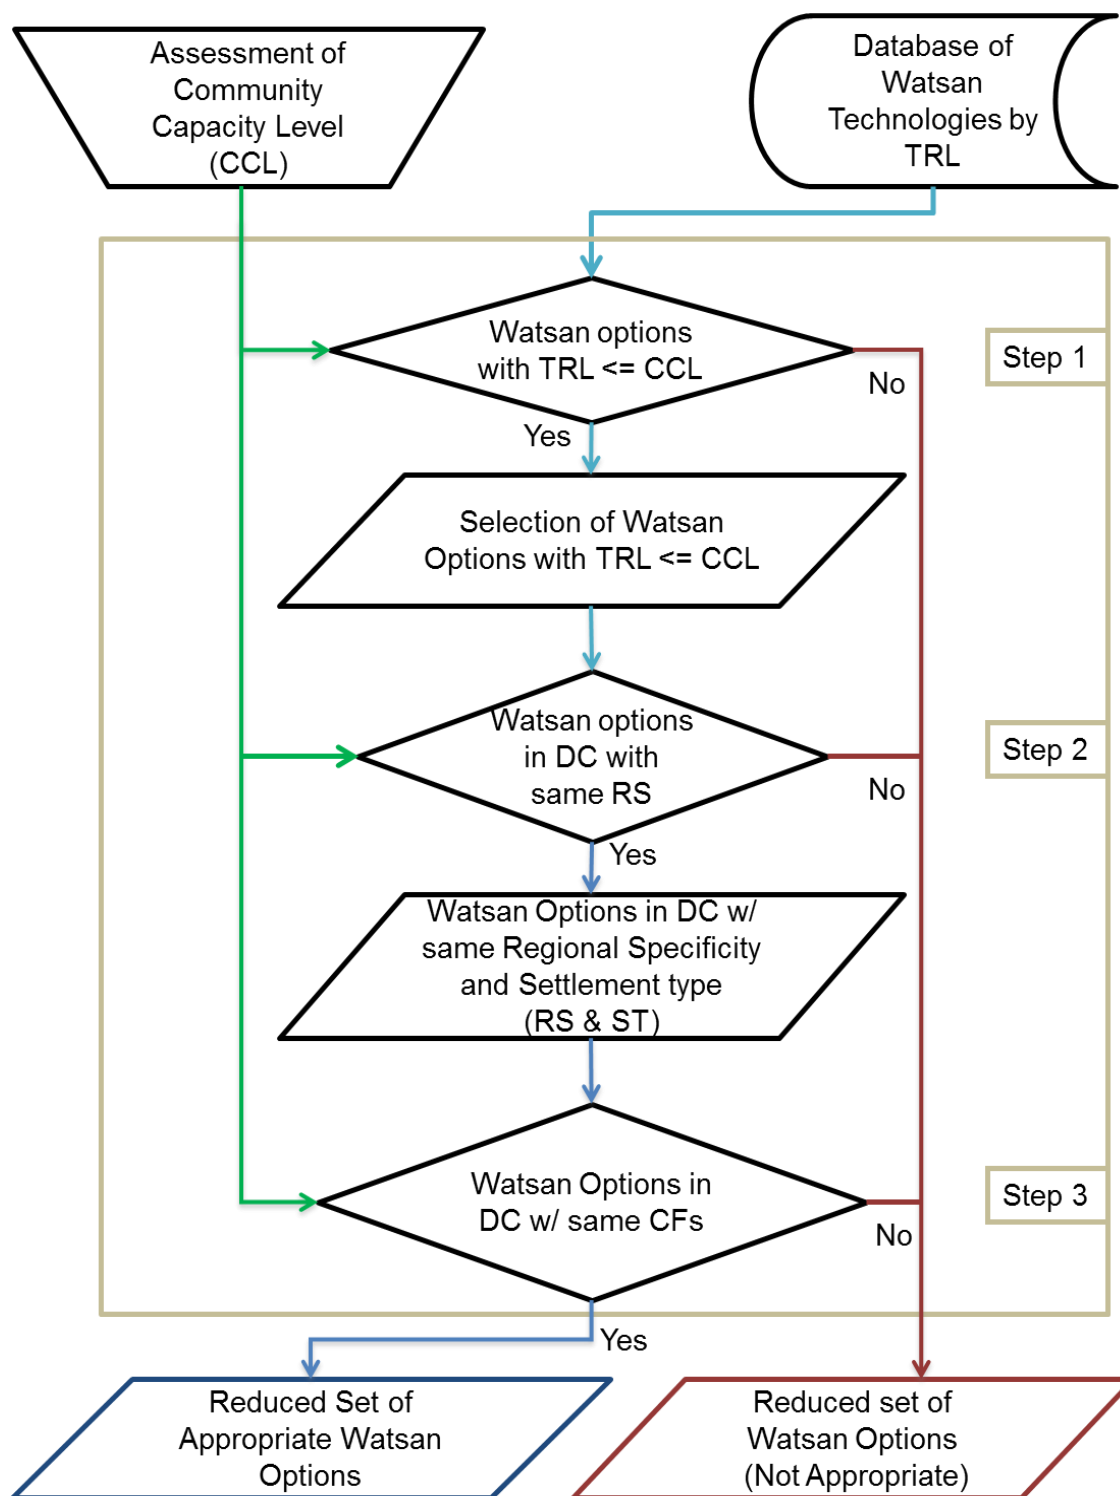 Assessment of
Community
Capacity Level
(CCL)
Database of
Watsan
Technologies by
TRL
Watsan options
with TRL <= CCL
Step 1
No
Yes
Selection of Watsan
Options with TRL <= CCL
Watsan options
in DC with
same RS
Step 2
No
Yes
Watsan Options in DC w/
same Regional Specificity
and Settlement type
(RS & ST)
Watsan Options in
DC w/ same CFs
Step 3
No
Yes
Reduced Set of
Appropriate Watsan
Options
Reduced set of
Watsan Options
(Not Appropriate)